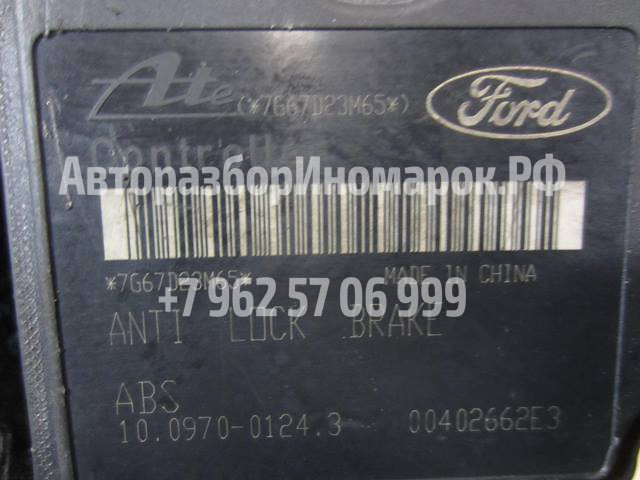 Ate (*7G67D23M65*) Ford
АвторазборИномарок.РФ
*7G67D23M65* MADE IN CHINA
+7 962 57 06 999
ANTI LOCK BRAKE
ABS
10.0970-0124.3 00402662E3